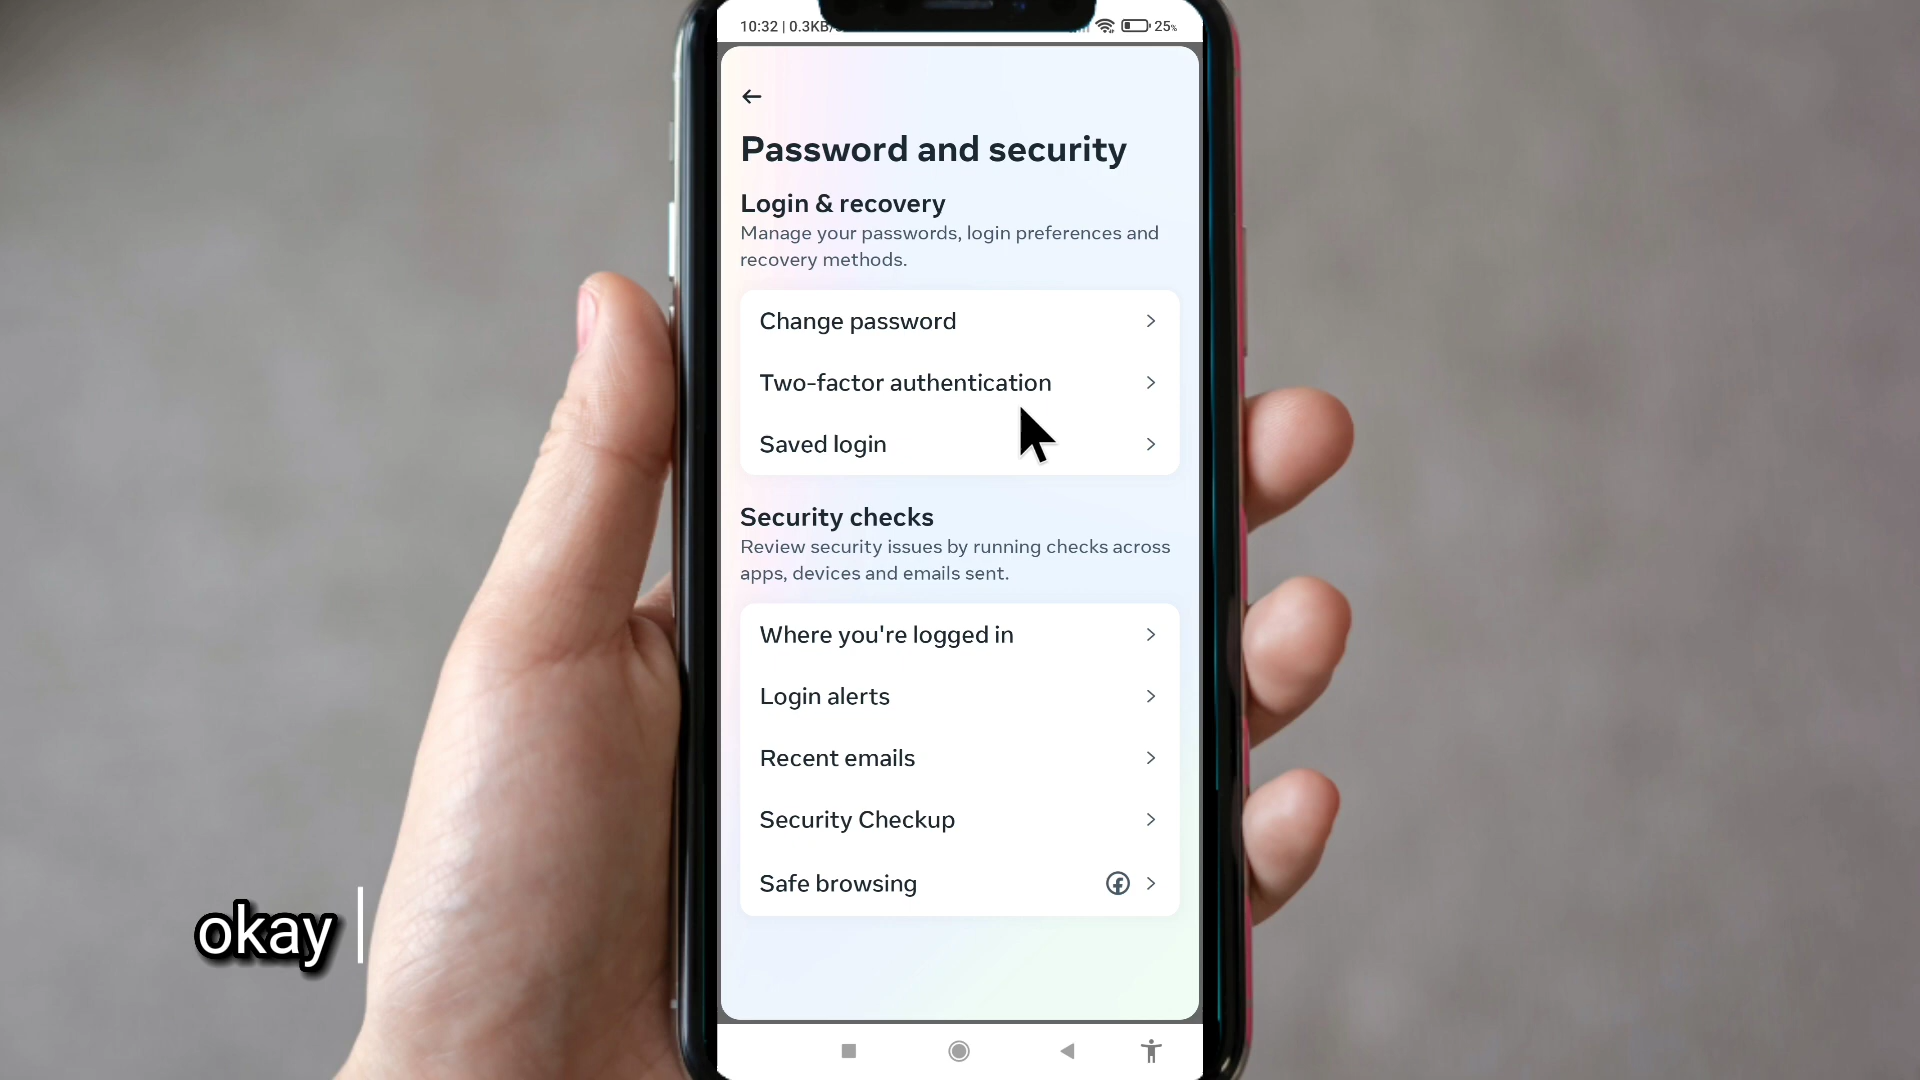 10:32 | 0.3KB/
25%
Password and security
Login & recovery
Manage your passwords, login preferences and
recovery methods.
Change password
Two-factor authentication
Saved login
Security checks
Review security issues by running checks across
apps, devices and emails sent.
Where you're logged in
Login alerts
Recent emails
Security Checkup
Safe browsing
okay